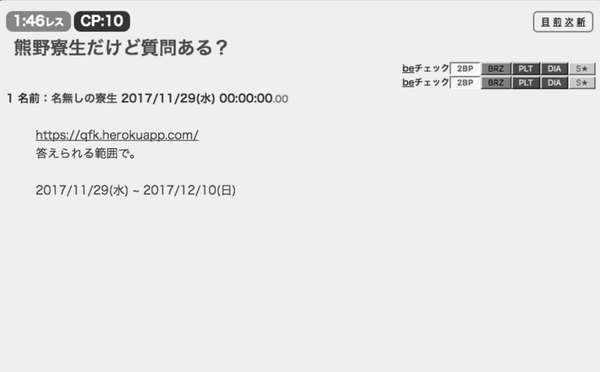 1:46レス CP:10 目前次新
熊野寮生だけど質問ある？
beチェック 2BP BRZ PLT DIA S★
beチェック 2BP BRZ PLT DIA S★
1 名前：名無しの寮生 2017/11/29(水) 00:00:00.00
https://qfk.herokuapp.com/
答えられる範囲で。
2017/11/29(水) ~ 2017/12/10(日)